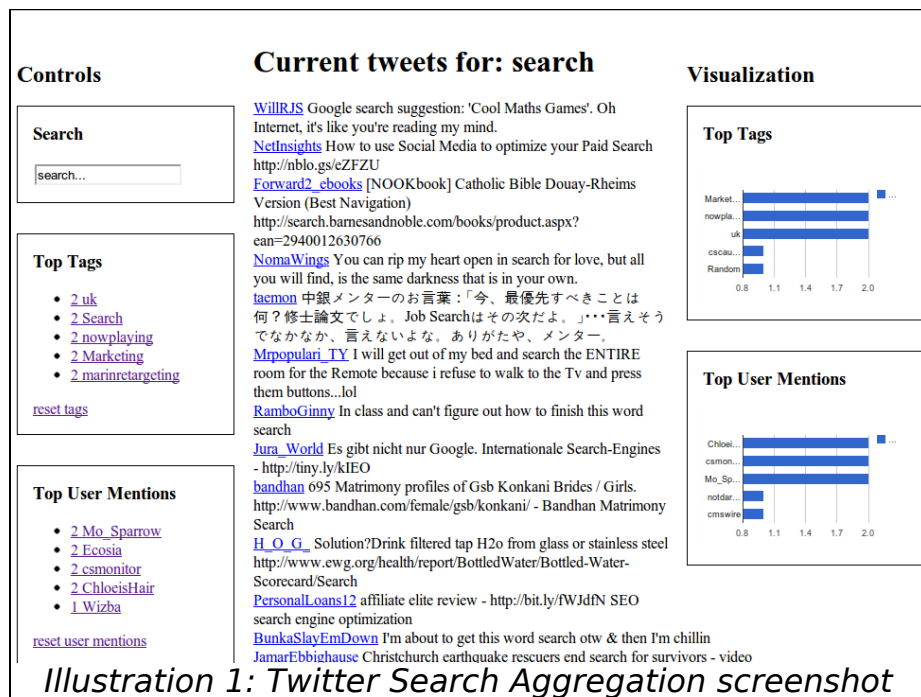 Controls
Search
search...
Top Tags
2 uk
2 Search
2 nowplaying
2 Marketing
2 marinretargeting
reset tags
Top User Mentions
2 Mo_Sparrow
2 Ecosia
2 csmonitor
2 ChloeisHair
1 Wizba
reset user mentions
Current tweets for: search
WillRJS Google search suggestion: 'Cool Maths Games'. Oh
Internet, it's like you're reading my mind.
NetInsights How to use Social Media to optimize your Paid Search
http://nblo.gs/eZFZU
Forward2_ebooks [NOOKbook] Catholic Bible Douay-Rheims
Version (Best Navigation)
http://search.barnesandnoble.com/books/product.aspx?
ean=2940012630766
NomaWings You can rip my heart open in search for love, but all
you will find, is the same darkness that is in your own.
taemon 中銀メンターのお言葉：「今、最優先すべきことは
何？修士論文でしょ。Job Searchはその次だよ。」･･･言えそう
でなかなか、言えないよな。ありがたや、メンター。
Mrpopulari_TY I will get out of my bed and search the ENTIRE
room for the Remote because i refuse to walk to the Tv and press
them buttons...lol
RamboGinny In class and can't figure out how to finish this word
search
Jura_World Es gibt nicht nur Google. Internationale Search-Engines
- http://tiny.ly/kIEO
bandhan 695 Matrimony profiles of Gsb Konkani Brides / Girls.
http://www.bandhan.com/female/gsb/konkani/ - Bandhan Matrimony
Search
H_O_G_ Solution?Drink filtered tap H2o from glass or stainless steel
http://www.ewg.org/health/report/BottledWater/Bottled-Water-
Scorecard/Search
PersonalLoans12 affiliate elite review - http://bit.ly/fWJdfN SEO
search engine optimization
BunkaSlayEmDown I'm about to get this word search otw & then I'm chillin
JamarEbbighause Christchurch earthquake rescuers end search for survivors - video
Visualization
Top Tags
Market...
nowpla...
uk
cscau...
Random
0.8 1.1 1.4 1.7 2.0
...
Top User Mentions
Chloei...
csmon...
Mo_Sp...
notdar...
cmswire
0.8 1.1 1.4 1.7 2.0
...
Illustration 1: Twitter Search Aggregation screenshot